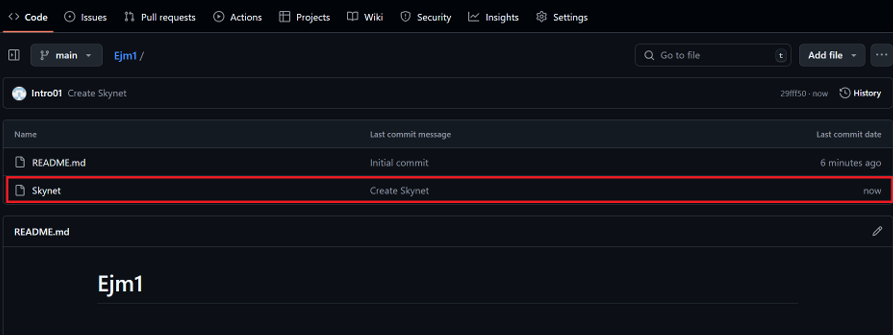 Code Issues Pull requests Actions Projects Wiki Security Insights Settings
main Ejm1 / Go to file t Add file ...
Intro01 Create Skynet 29fff50 · now History
Name Last commit message Last commit date
README.md Initial commit 6 minutes ago
Skynet Create Skynet now
README.md
Ejm1